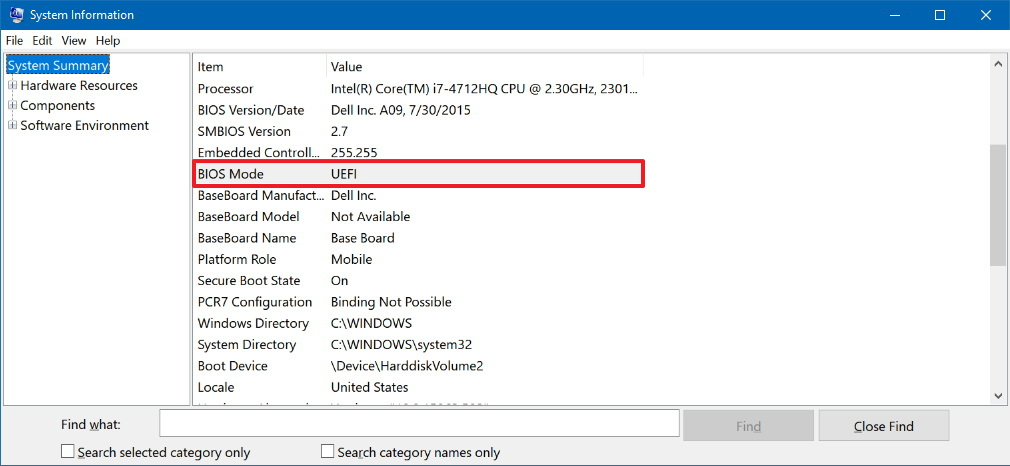 System Information
File Edit View Help
System Summary
Hardware Resources
Components
Software Environment
Item Value
Processor Intel(R) Core(TM) i7-4712HQ CPU @ 2.30GHz, 2301...
BIOS Version/Date Dell Inc. A09, 7/30/2015
SMBIOS Version 2.7
Embedded Controll... 255.255
BIOS Mode UEFI
BaseBoard Manufact... Dell Inc.
BaseBoard Model Not Available
BaseBoard Name Base Board
Platform Role Mobile
Secure Boot State On
PCR7 Configuration Binding Not Possible
Windows Directory C:\WINDOWS
System Directory C:\WINDOWS\system32
Boot Device \Device\HarddiskVolume2
Locale United States
Find what: Find Close Find
Search selected category only Search category names only